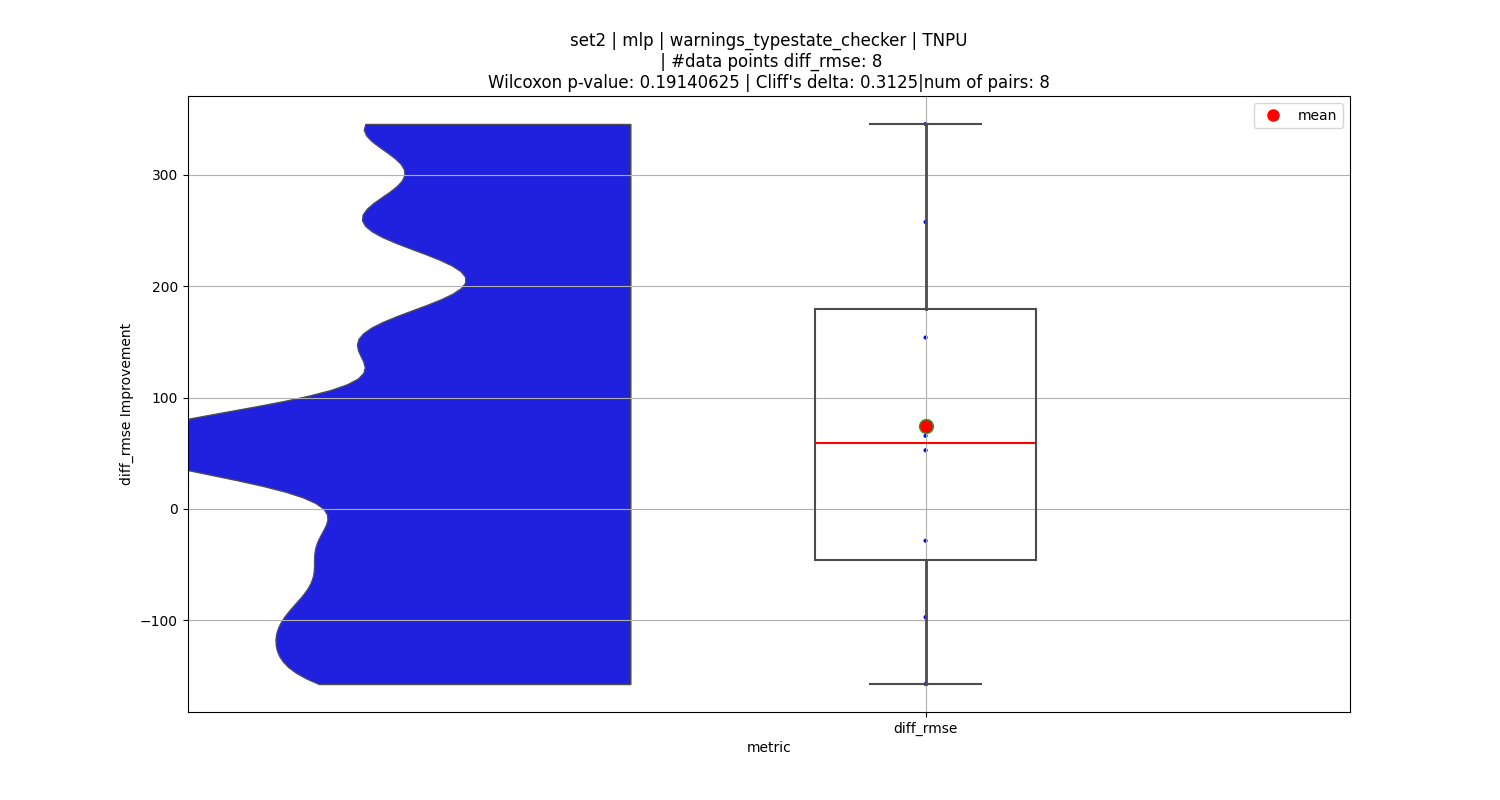 set2 | mlp | warnings_typestate_checker | TNPU
| #data points diff_rmse: 8
Wilcoxon p-value: 0.19140625 | Cliff's delta: 0.3125|num of pairs: 8
mean
300
200
100
0
−100
diff_rmse Improvement
diff_rmse
metric